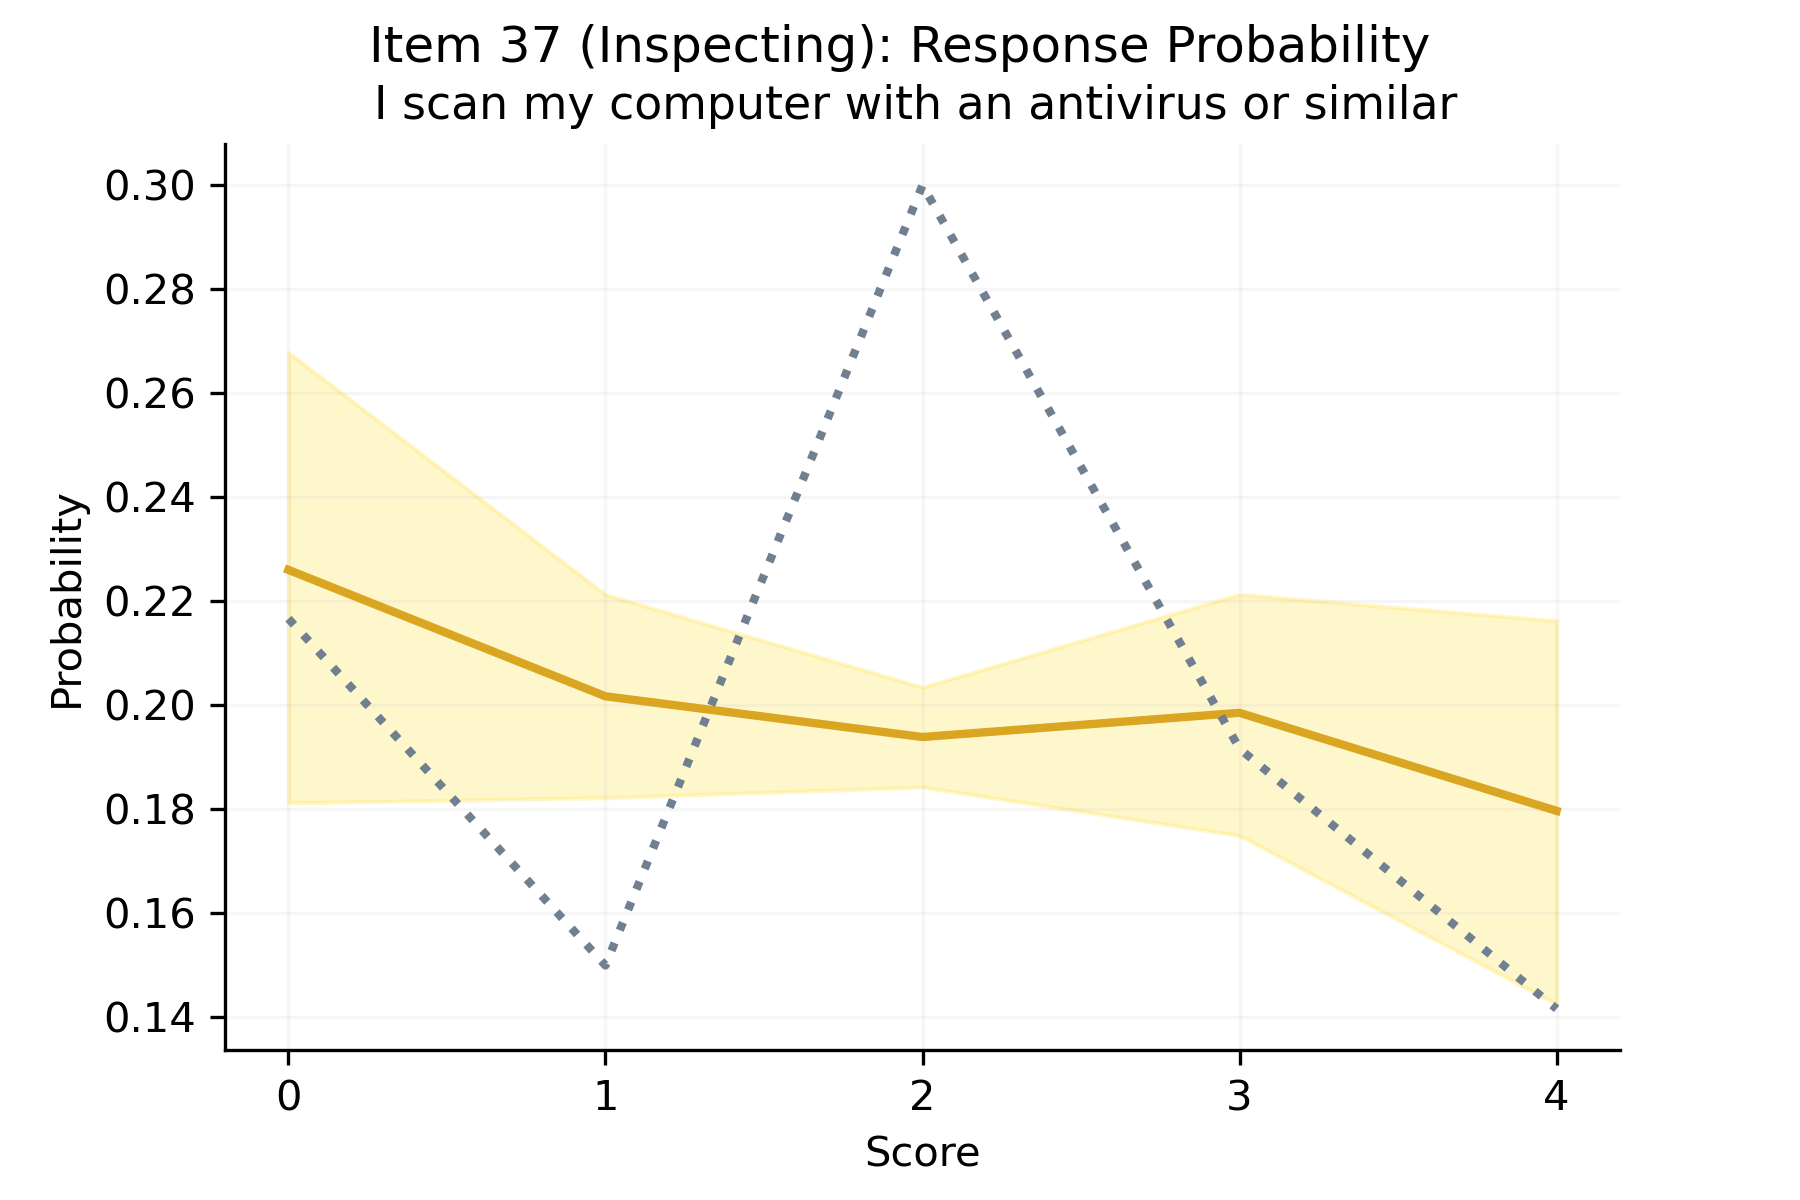 Item 37 (Inspecting): Response Probability
I scan my computer with an antivirus or similar
0.30
0.28
0.26
0.24
0.22
0.20
0.18
0.16
0.14
Probability
0 1 2 3 4
Score